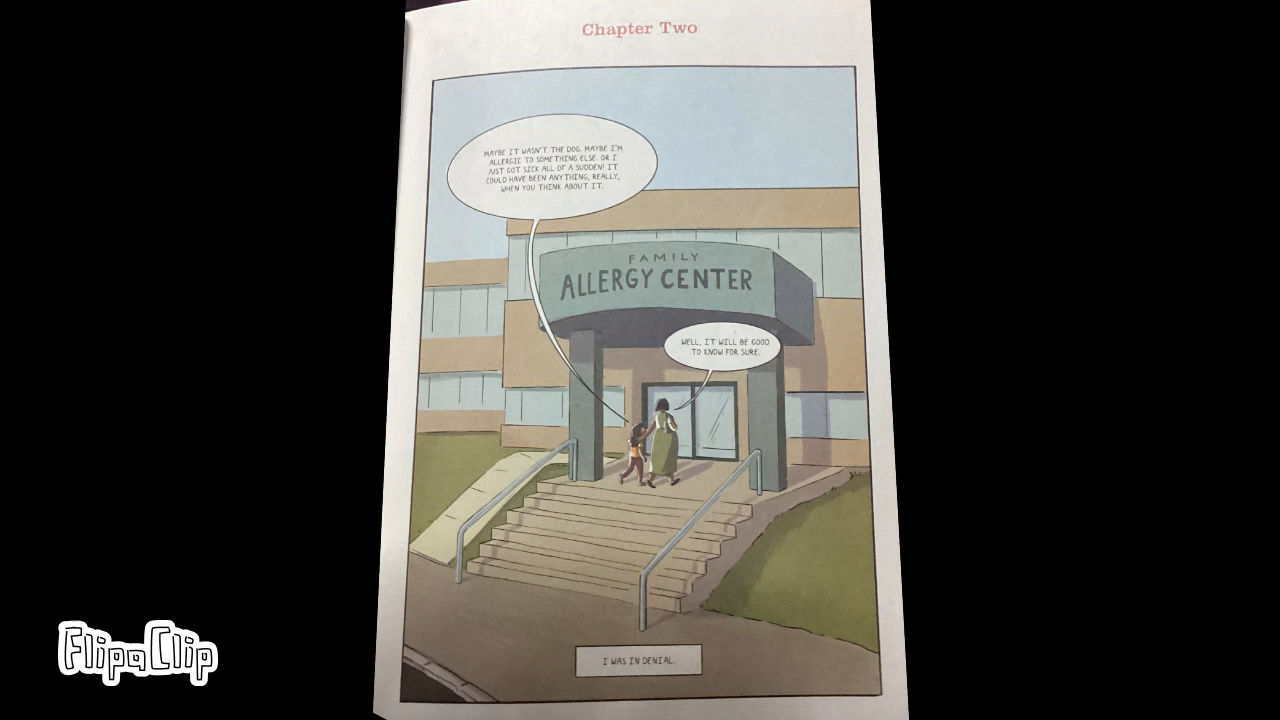 Chapter Two
MAYBE IT WASN'T THE DOG. MAYBE I'M
ALLERGIC TO SOMETHING ELSE. OR I
JUST GOT SICK ALL OF A SUDDEN! IT
COULD HAVE BEEN ANYTHING, REALLY,
WHEN YOU THINK ABOUT IT.
FAMILY
ALLERGY CENTER
WELL, IT WILL BE GOOD
TO KNOW FOR SURE.
I WAS IN DENIAL.
FlipaClip